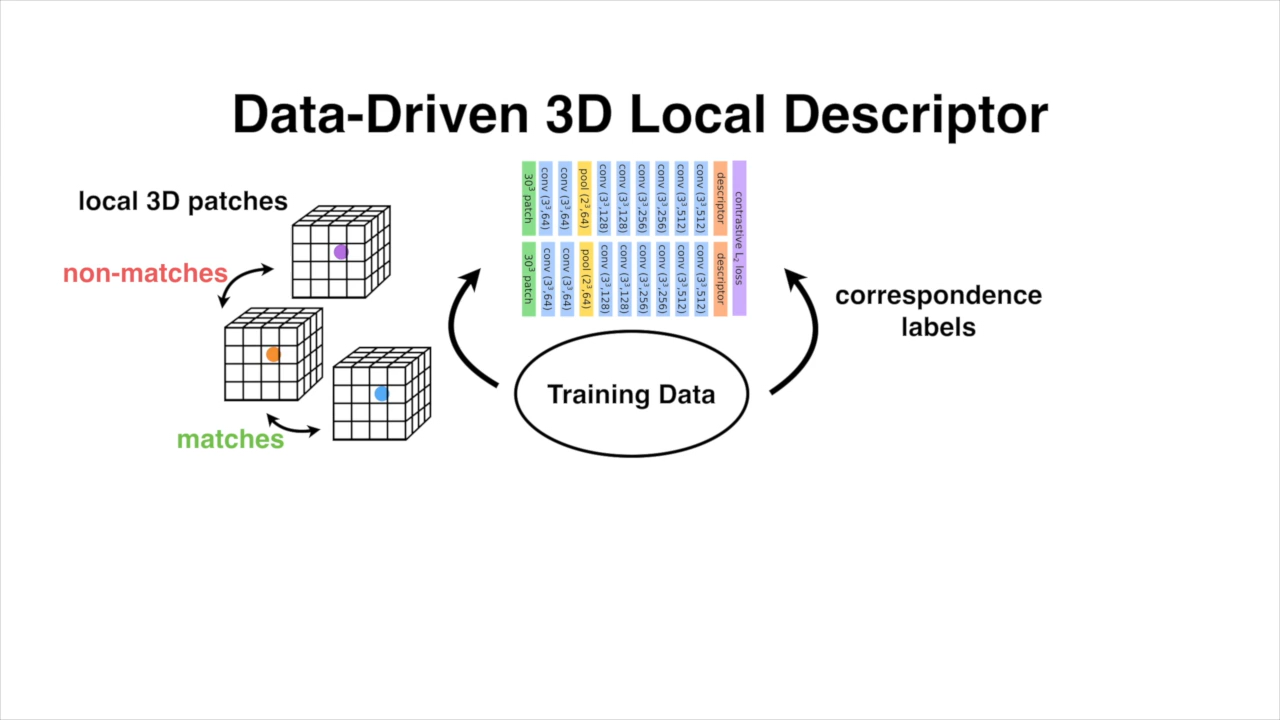 Data-Driven 3D Local Descriptor
local 3D patches
non-matches
matches
30³ patch
conv (3³,64)
conv (3³,64)
pool (2³,64)
conv (3³,128)
conv (3³,128)
conv (3³,256)
conv (3³,256)
conv (3³,512)
conv (3³,512)
descriptor
30³ patch
conv (3³,64)
conv (3³,64)
pool (2³,64)
conv (3³,128)
conv (3³,128)
conv (3³,256)
conv (3³,256)
conv (3³,512)
conv (3³,512)
descriptor
contrastive L₂ loss
Training Data
correspondence
labels